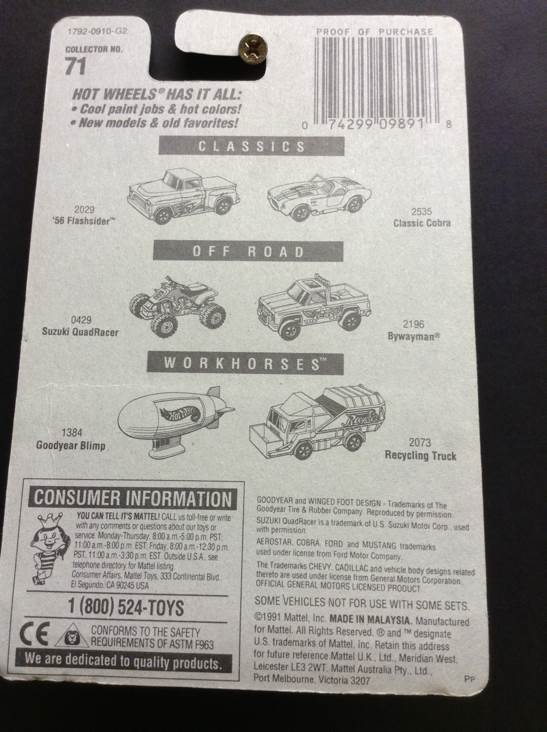 1792-0910-G2
COLLECTOR NO.
71
PROOF OF PURCHASE
0 74299 09891 8
HOT WHEELS® HAS IT ALL:
• Cool paint jobs & hot colors!
• New models & old favorites!
CLASSICS
2029
'56 Flashsider™
2535
Classic Cobra
OFF ROAD
0429
Suzuki QuadRacer
2196
Bywayman®
WORKHORSES™
Hot Wheels
1384
Goodyear Blimp
2073
Recycling Truck
CONSUMER INFORMATION
YOU CAN TELL IT'S MATTEL! CALL us toll-free or write
with any comments or questions about our toys or
service. Monday-Thursday, 8:00 a.m.-5:00 p.m. PST,
11:00 a.m.-8:00 p.m. EST; Friday, 8:00 a.m.-12:30 p.m.
PST, 11:00 a.m.-3:30 p.m. EST. Outside U.S.A., see
telephone directory for Mattel listing.
Consumer Affairs, Mattel Toys, 333 Continental Blvd.,
El Segundo, CA 90245 USA
1 (800) 524-TOYS
CE CONFORMS TO THE SAFETY
REQUIREMENTS OF ASTM F963
We are dedicated to quality products.
GOODYEAR and WINGED FOOT DESIGN - Trademarks of The
Goodyear Tire & Rubber Company. Reproduced by permission.
SUZUKI QuadRacer is a trademark of U.S. Suzuki Motor Corp., used
with permission
AEROSTAR, COBRA, FORD and MUSTANG trademarks
used under license from Ford Motor Company.
The Trademarks CHEVY, CADILLAC and vehicle body designs related
thereto are used under license from General Motors Corporation.
OFFICIAL GENERAL MOTORS LICENSED PRODUCT.
SOME VEHICLES NOT FOR USE WITH SOME SETS.
©1991 Mattel, Inc. MADE IN MALAYSIA. Manufactured
for Mattel. All Rights Reserved. ® and ™ designate
U.S. trademarks of Mattel, Inc. Retain this address
for future reference Mattel U.K., Ltd., Meridian West,
Leicester LE3 2WT. Mattel Australia Pty., Ltd.,
Port Melbourne, Victoria 3207
PP